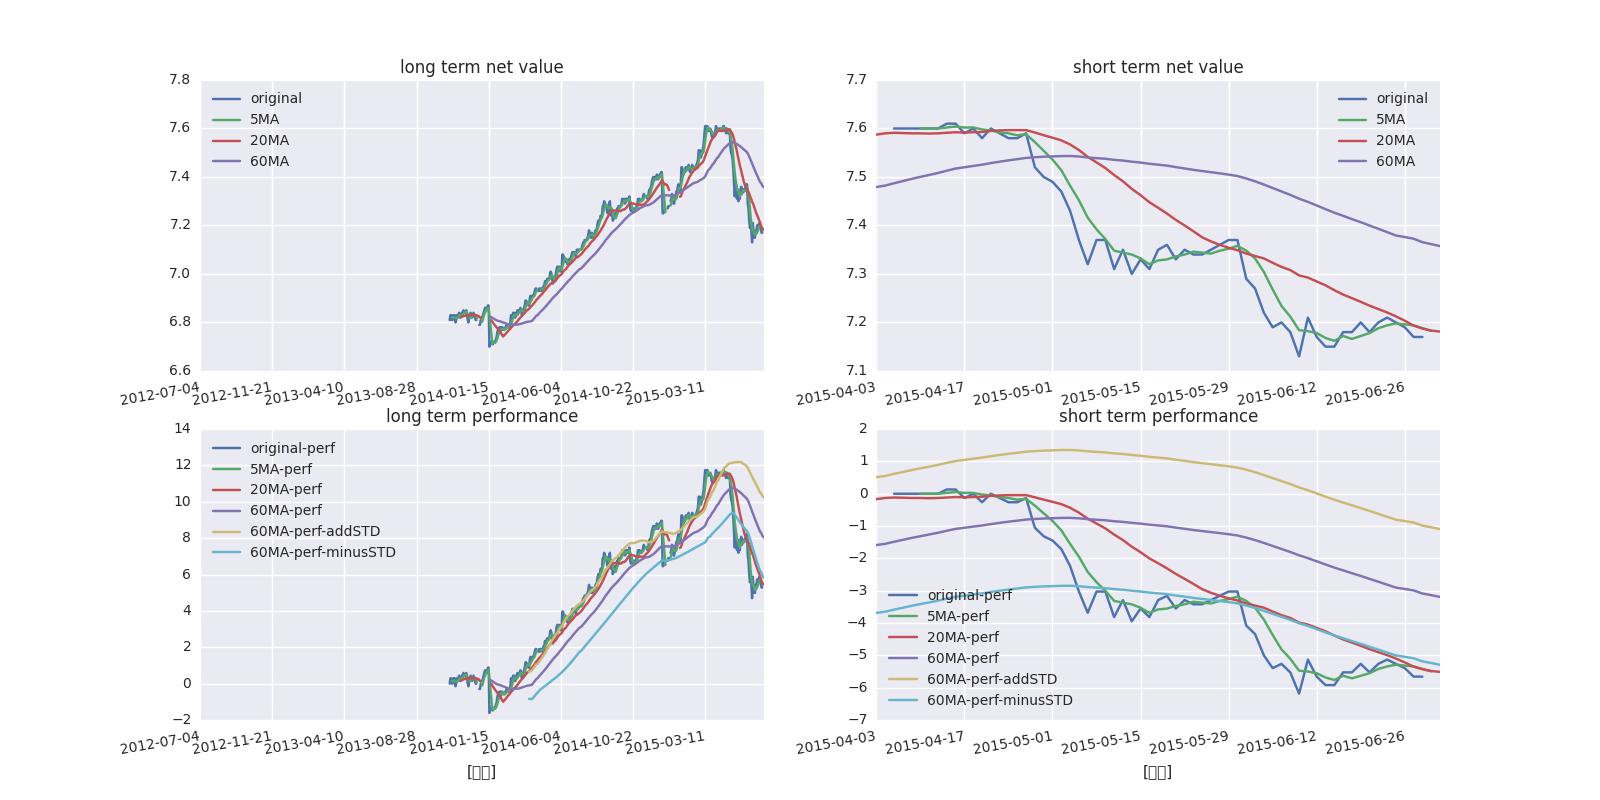 long term net value
7.8
7.6
7.4
7.2
7.0
6.8
6.6
original
5MA
20MA
60MA
2012-07-04
2012-11-21
2013-04-10
2013-08-28
2014-01-15
2014-06-04
2014-10-22
2015-03-11
short term net value
7.7
7.6
7.5
7.4
7.3
7.2
7.1
original
5MA
20MA
60MA
2015-04-03
2015-04-17
2015-05-01
2015-05-15
2015-05-29
2015-06-12
2015-06-26
long term performance
14
12
10
8
6
4
2
0
−2
original-perf
5MA-perf
20MA-perf
60MA-perf
60MA-perf-addSTD
60MA-perf-minusSTD
2012-07-04
2012-11-21
2013-04-10
2013-08-28
2014-01-15
2014-06-04
2014-10-22
2015-03-11
[▯▯]
short term performance
2
1
0
−1
−2
−3
−4
−5
−6
−7
original-perf
5MA-perf
20MA-perf
60MA-perf
60MA-perf-addSTD
60MA-perf-minusSTD
2015-04-03
2015-04-17
2015-05-01
2015-05-15
2015-05-29
2015-06-12
2015-06-26
[▯▯]